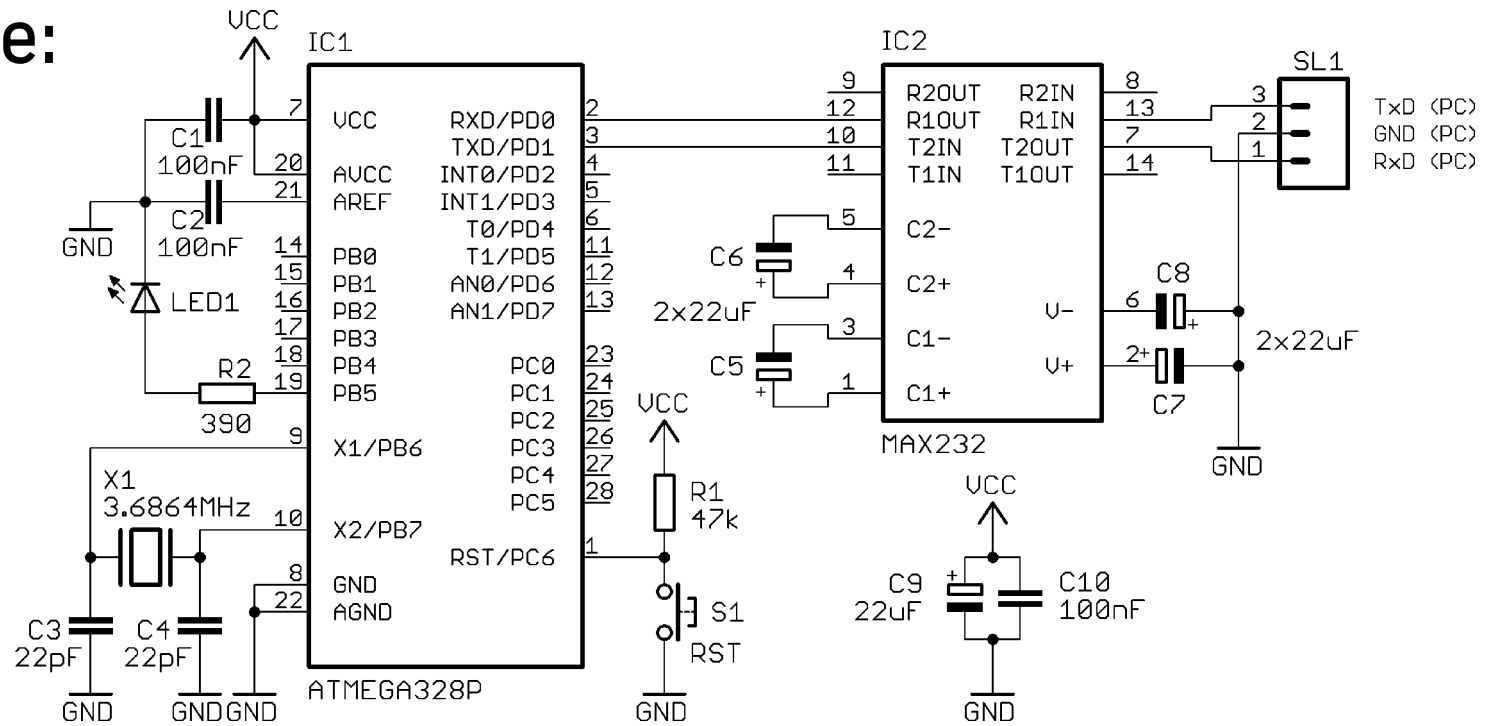 e:
VCC
IC1
IC2
SL1
7 VCC
20 AVCC
21 AREF
14 PB0
15 PB1
16 PB2
17 PB3
18 PB4
19 PB5
9 X1/PB6
10 X2/PB7
8 GND
22 AGND
RXD/PD0 2
TXD/PD1 3
INT0/PD2 4
INT1/PD3 5
T0/PD4 6
T1/PD5 11
AN0/PD6 12
AN1/PD7 13
PC0 23
PC1 24
PC2 25
PC3 26
PC4 27
PC5 28
RST/PC6 1
ATMEGA328P
C1
100nF
C2
100nF
GND
LED1
R2
390
X1
3.6864MHz
C3
22pF
C4
22pF
GND
GND
GND
VCC
R1
47k
S1
RST
GND
9 R2OUT
12 R1OUT
10 T2IN
11 T1IN
5 C2-
4 C2+
3 C1-
1 C1+
R2IN 8
R1IN 13
T2OUT 7
T1OUT 14
V- 6
V+ 2
MAX232
C6
+
2x22uF
C5
+
C8
+
2x22uF
+
C7
GND
3 TxD (PC)
2 GND (PC)
1 RxD (PC)
VCC
C9
+
22uF
C10
100nF
GND